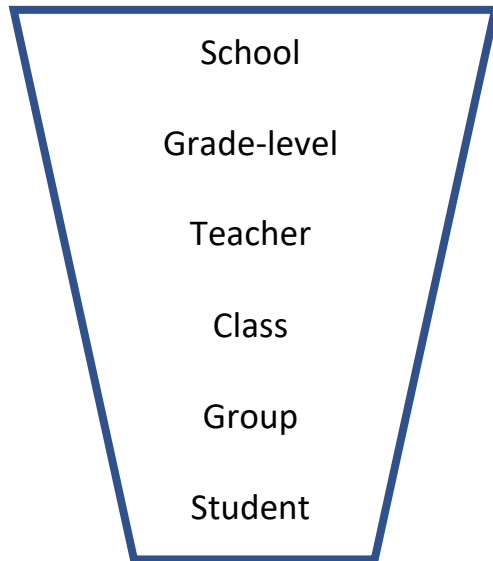 School
Grade-level
Teacher
Class
Group
Student